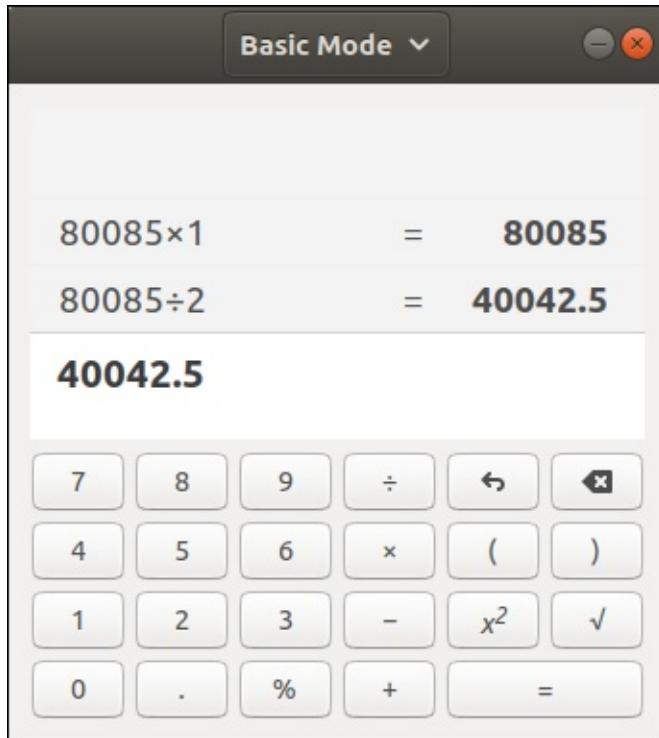 Basic Mode
80085×1 = 80085
80085÷2 = 40042.5
40042.5
7 8 9 ÷
4 5 6 × ( )
1 2 3 − x² √
0 . % + =